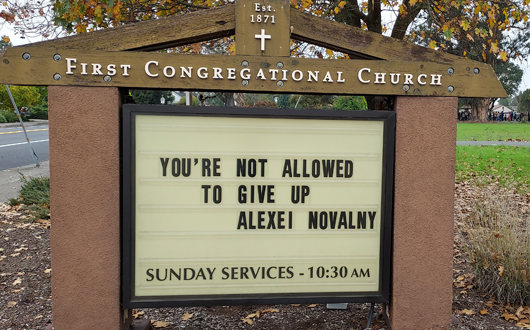 Est.
1871
First Congregational Church
YOU'RE NOT ALLOWED
TO GIVE UP
ALEXEI NOVALNY
SUNDAY SERVICES - 10:30 AM